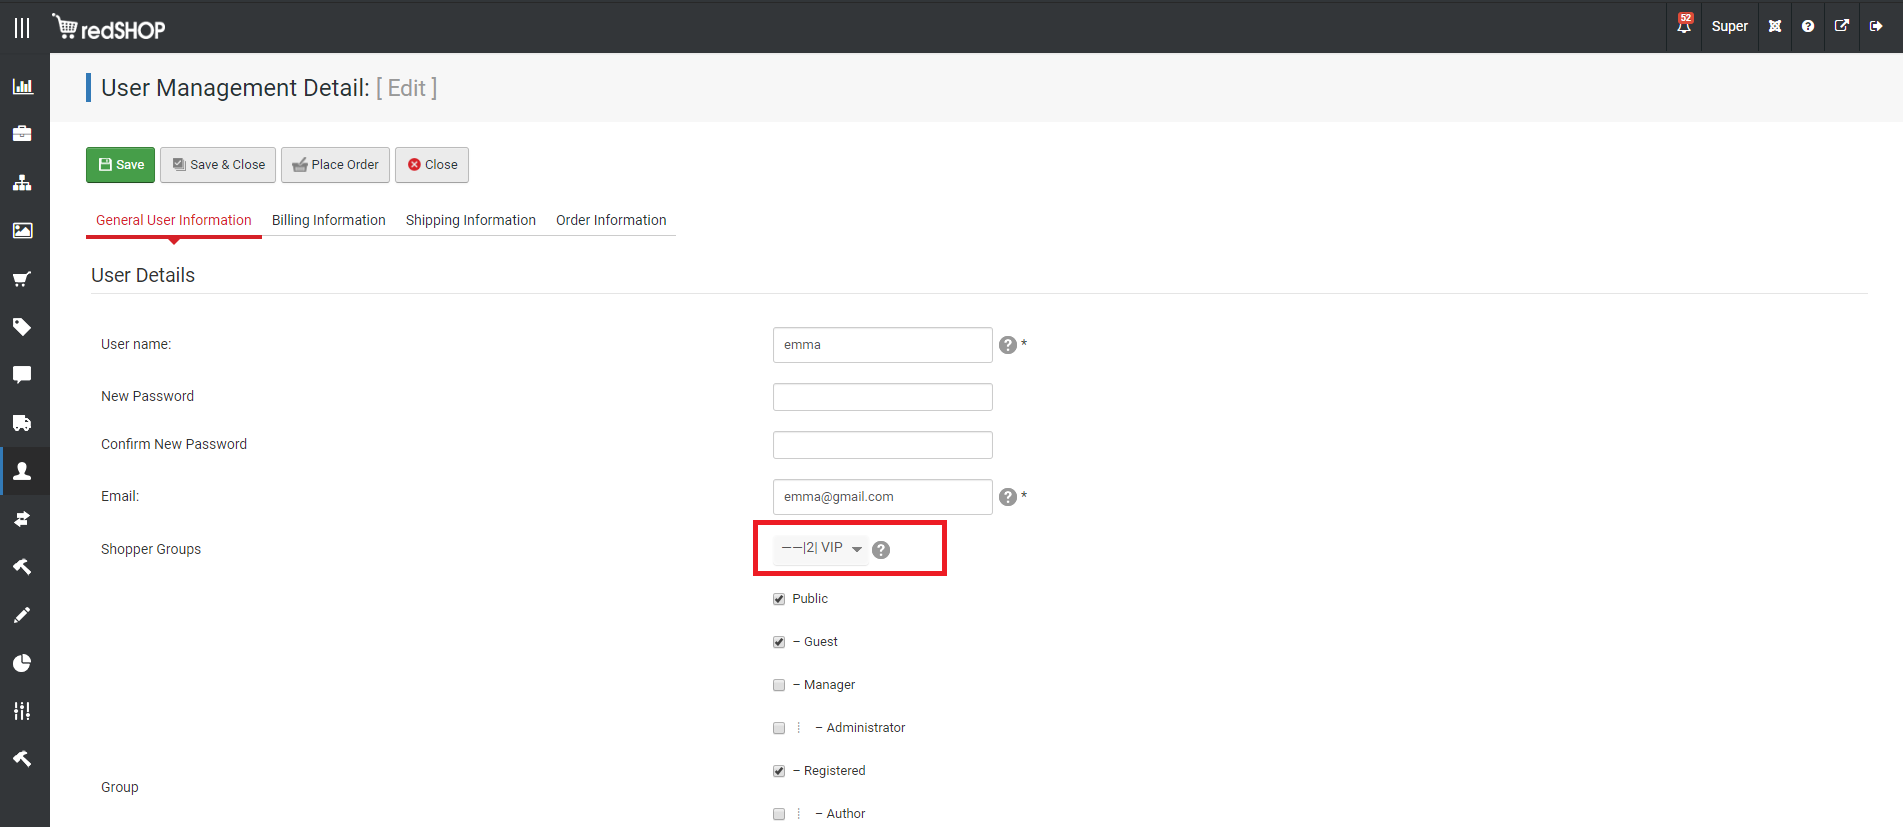 redSHOP
52
Super
User Management Detail: [ Edit ]
Save
Save & Close
Place Order
Close
General User Information
Billing Information
Shipping Information
Order Information
User Details
User name:
emma
? *
New Password
Confirm New Password
Email:
emma@gmail.com
? *
Shopper Groups
——|2| VIP
?
Public
– Guest
– Manager
⁞ – Administrator
– Registered
Group
⁞ – Author